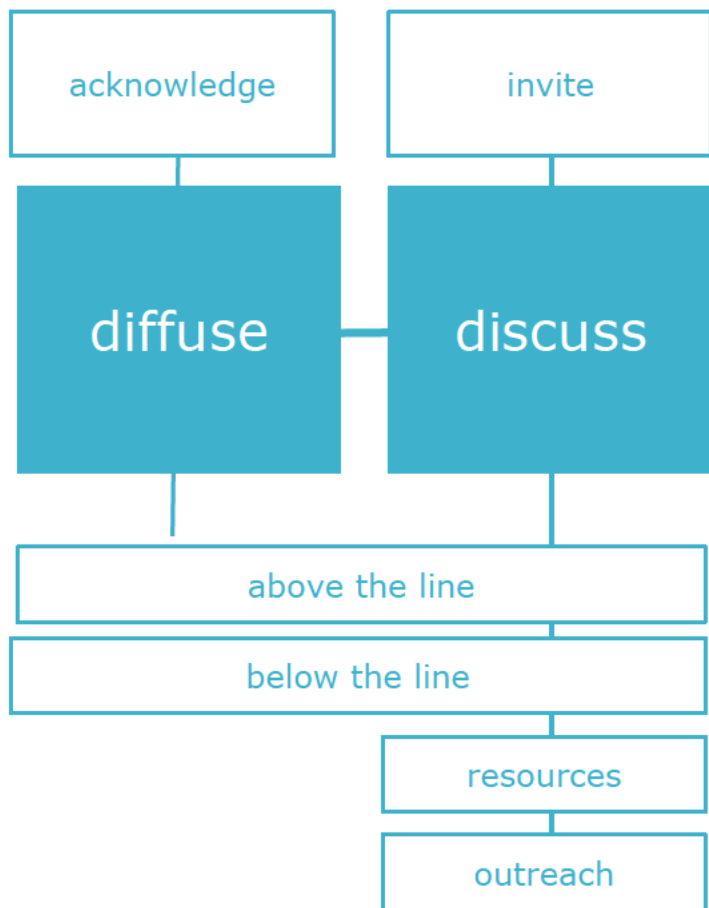 acknowledge
invite
diffuse
discuss
above the line
below the line
resources
outreach